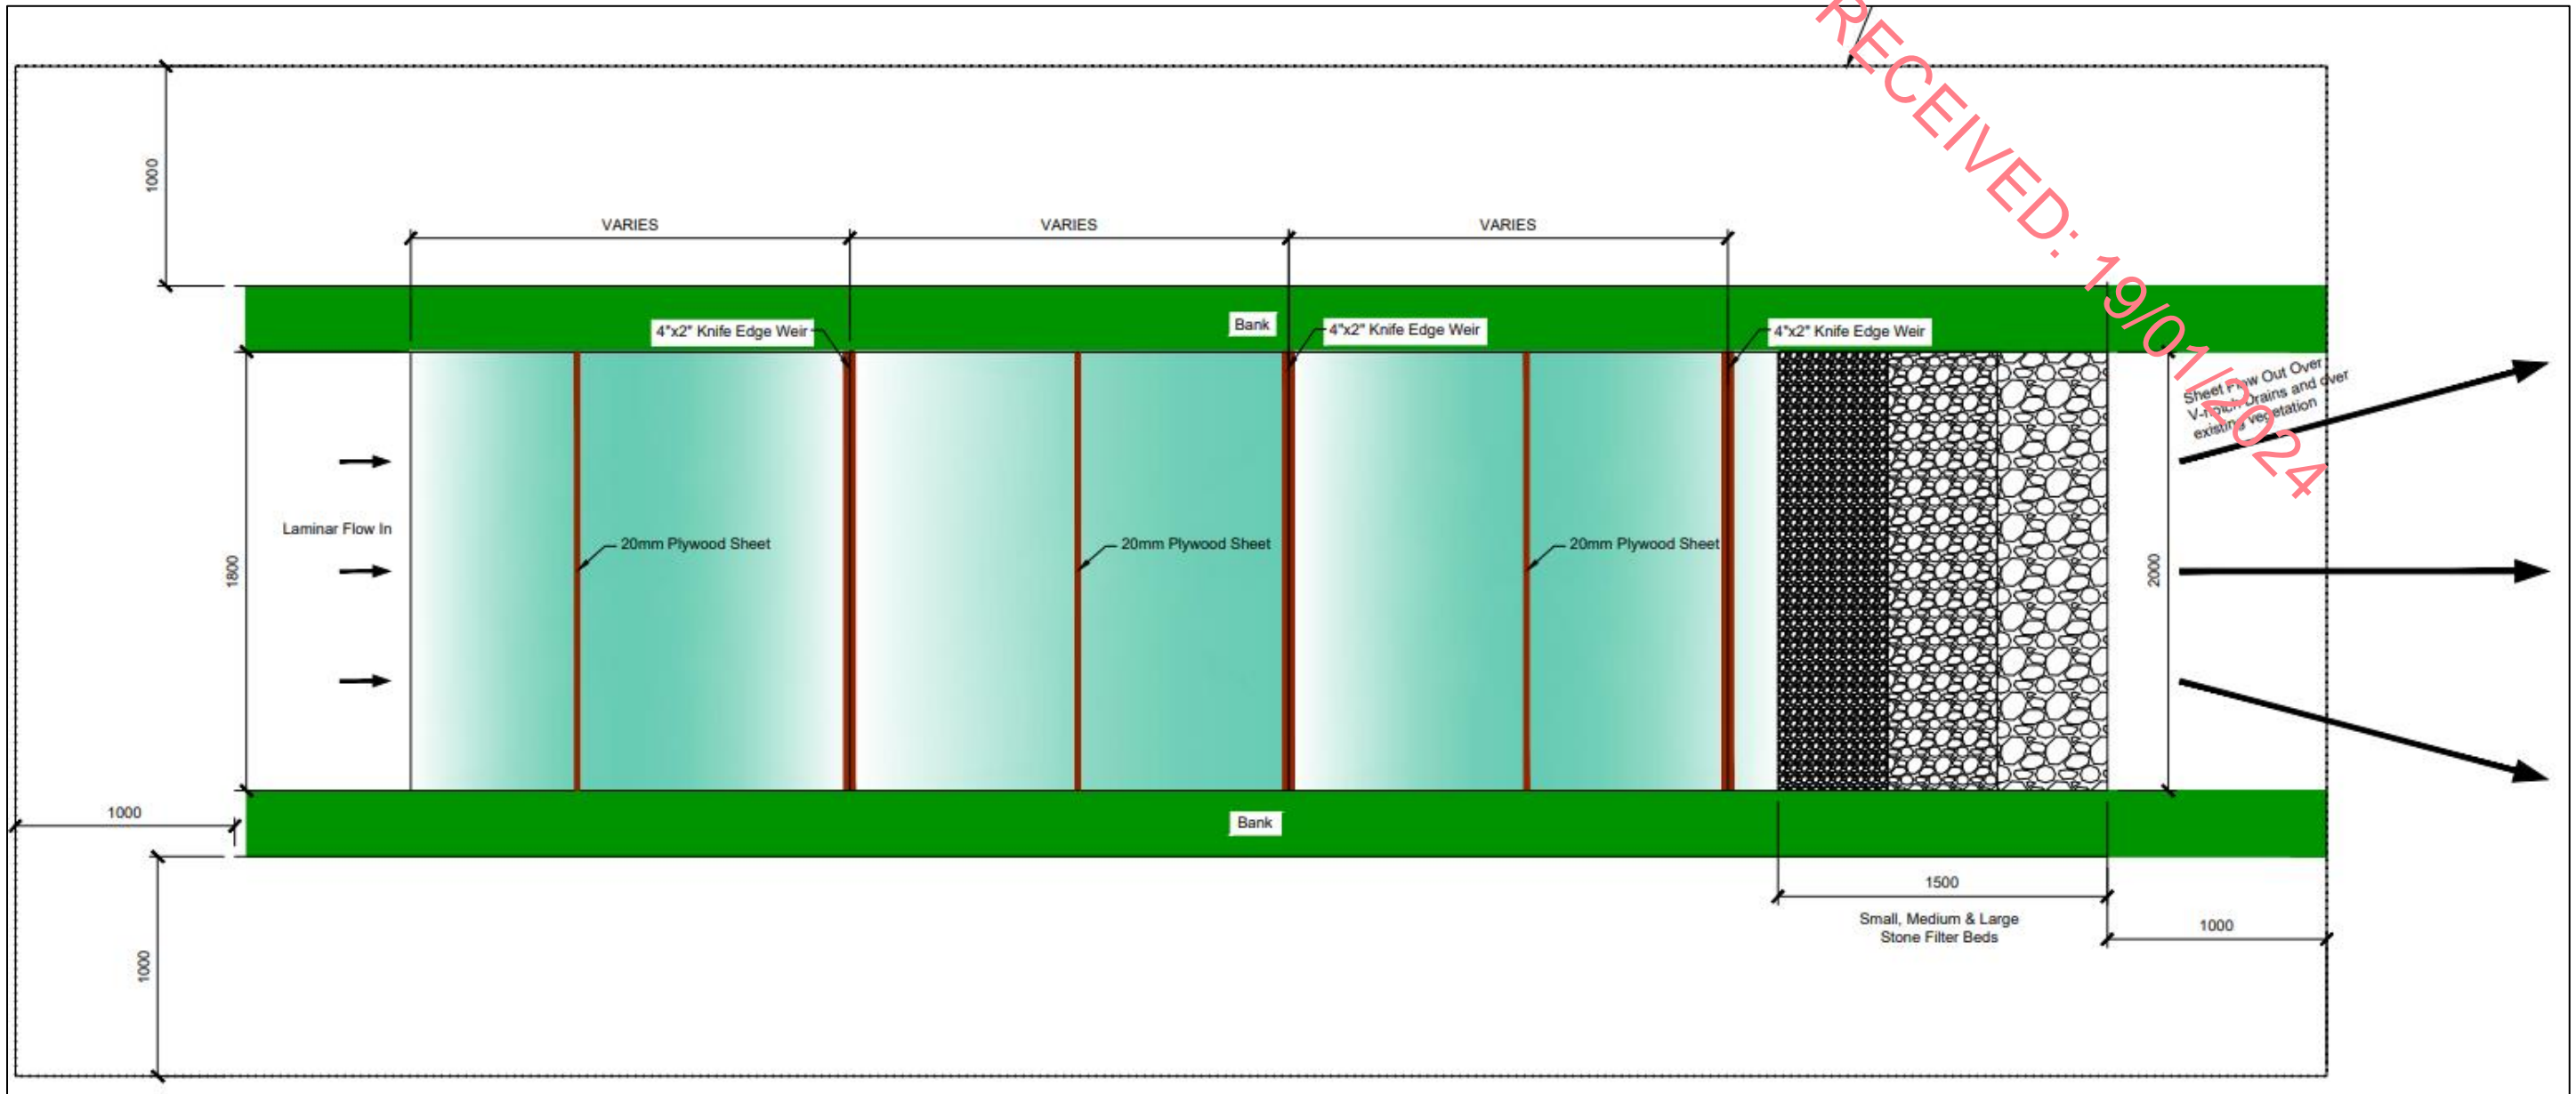 RECEIVED: 19/01/2024
1000
VARIES
VARIES
VARIES
4"x2" Knife Edge Weir
Bank
4"x2" Knife Edge Weir
4"x2" Knife Edge Weir
Sheet Flow Out Over
V-notch Drains and over
existing vegetation
Laminar Flow In
20mm Plywood Sheet
20mm Plywood Sheet
20mm Plywood Sheet
1800
2000
1000
Bank
1500
Small, Medium & Large
Stone Filter Beds
1000
1000